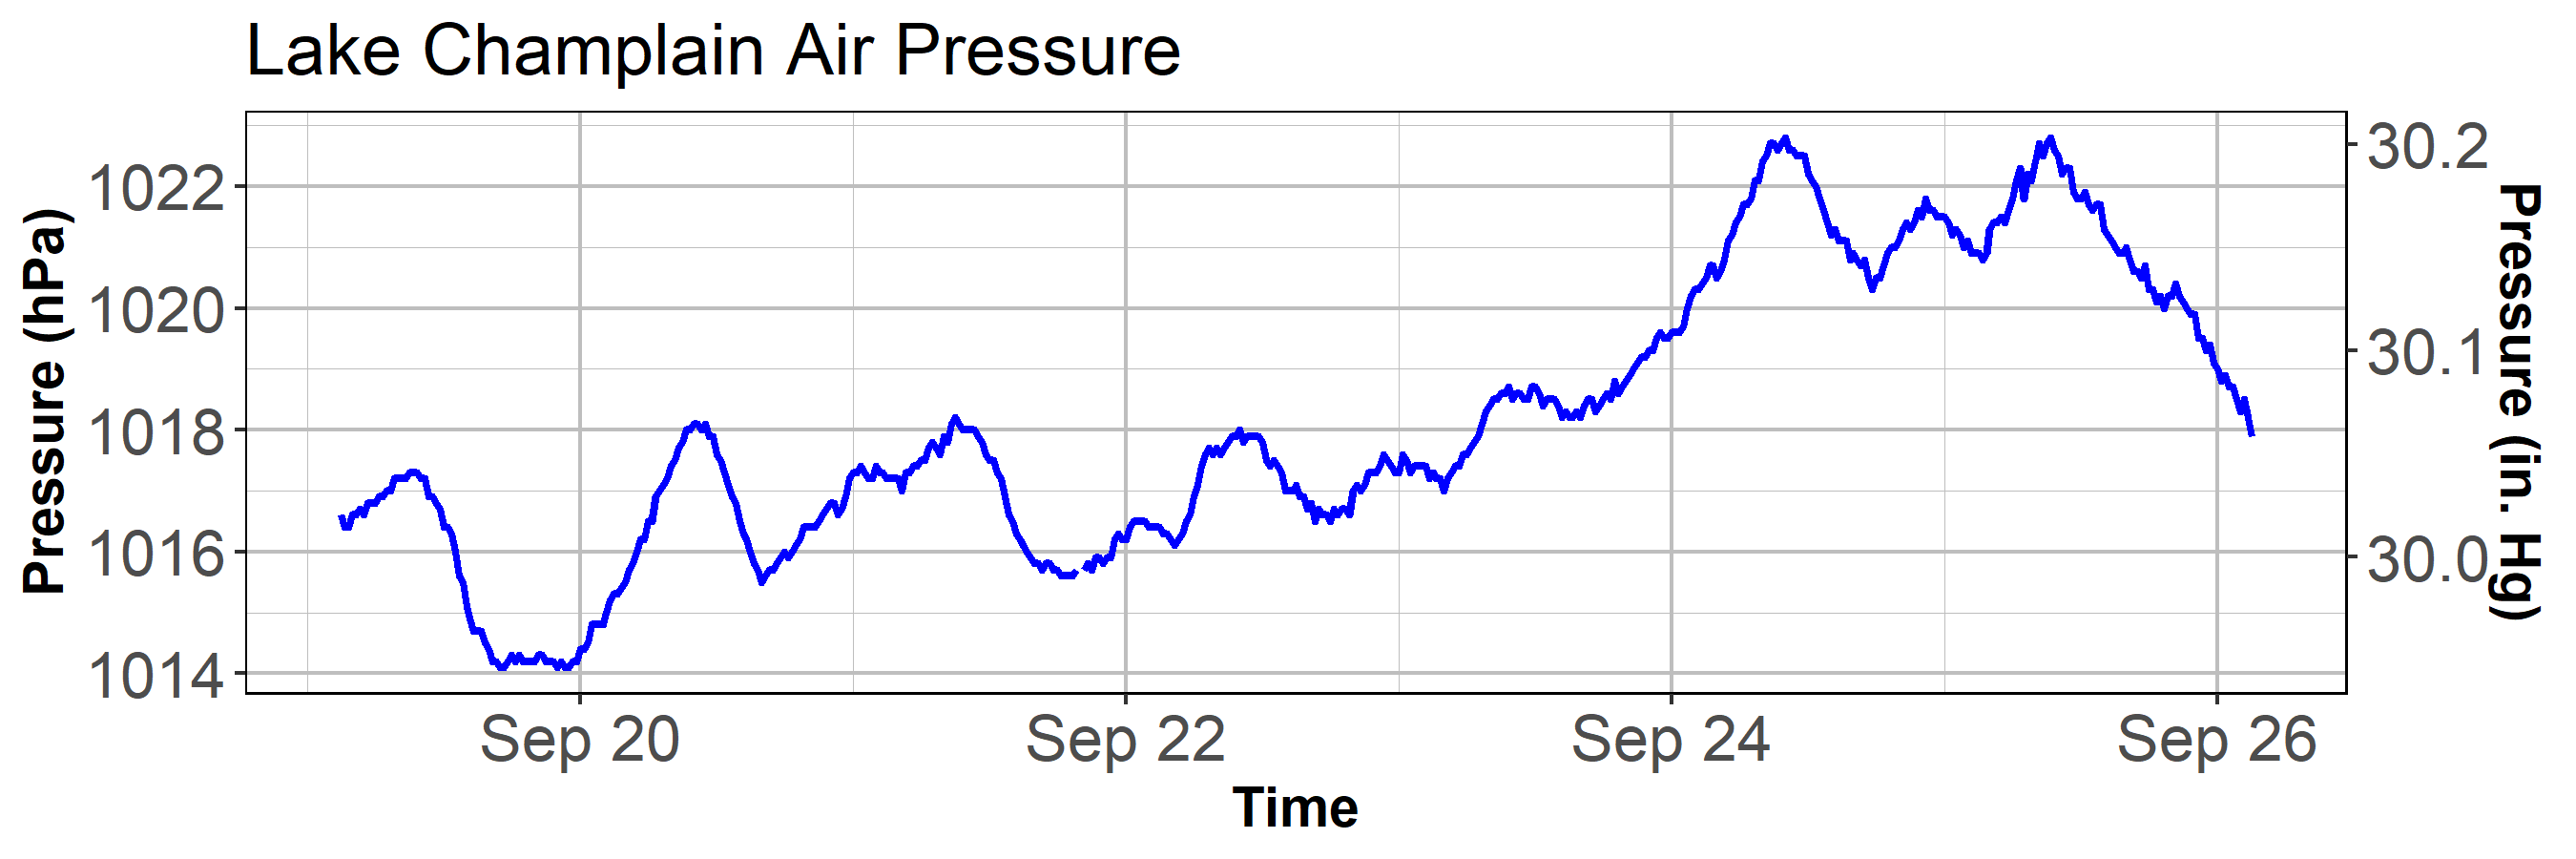 Lake Champlain Air Pressure
Pressure (hPa)
1022
1020
1018
1016
1014
30.2
30.1
30.0
Pressure (in. Hg)
Sep 20
Sep 22
Sep 24
Sep 26
Time